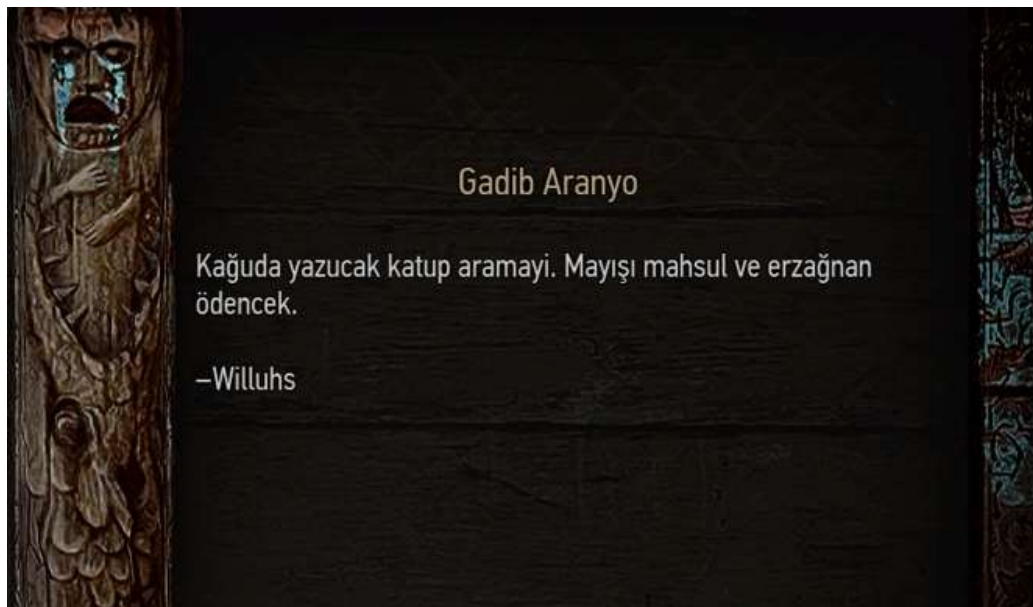 Gadib Aranyo
Kağuda yazucak katup aramayi. Mayışı mahsul ve erzağnan
ödencek.
–Willuhs